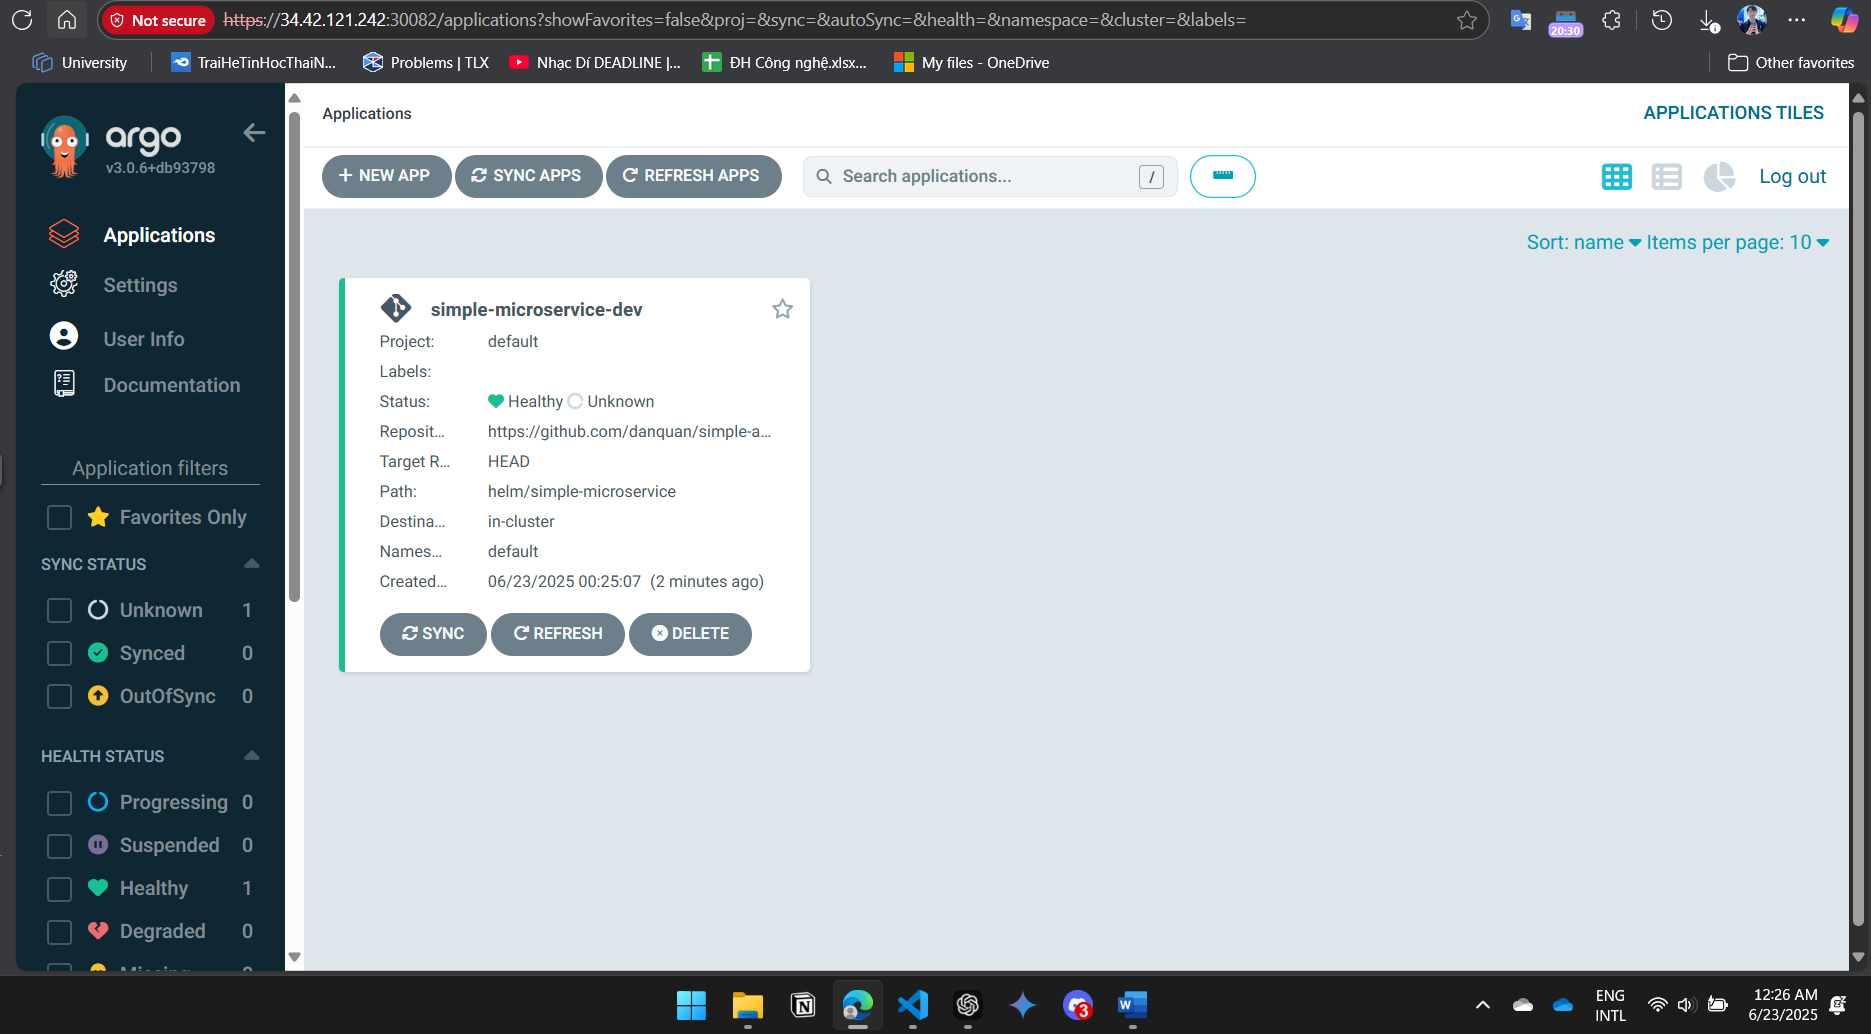 Not secure https://34.42.121.242:30082/applications?showFavorites=false&proj=&sync=&autoSync=&health=&namespace=&cluster=&labels=
20:30
University
TraiHeTinHocThaiN...
Problems | TLX
Nhạc Dí DEADLINE |...
ĐH Công nghệ.xlsx...
My files - OneDrive
Other favorites
argo
v3.0.6+db93798
Applications
Settings
User Info
Documentation
Application filters
Favorites Only
SYNC STATUS
Unknown 1
Synced 0
OutOfSync 0
HEALTH STATUS
Progressing 0
Suspended 0
Healthy 1
Degraded 0
Applications
APPLICATIONS TILES
+ NEW APP
SYNC APPS
REFRESH APPS
Search applications... /
Log out
Sort: name Items per page: 10
simple-microservice-dev
Project: default
Labels:
Status: Healthy Unknown
Reposit... https://github.com/danquan/simple-a...
Target R... HEAD
Path: helm/simple-microservice
Destina... in-cluster
Names... default
Created... 06/23/2025 00:25:07 (2 minutes ago)
SYNC REFRESH DELETE
3
ENG
INTL
12:26 AM
6/23/2025